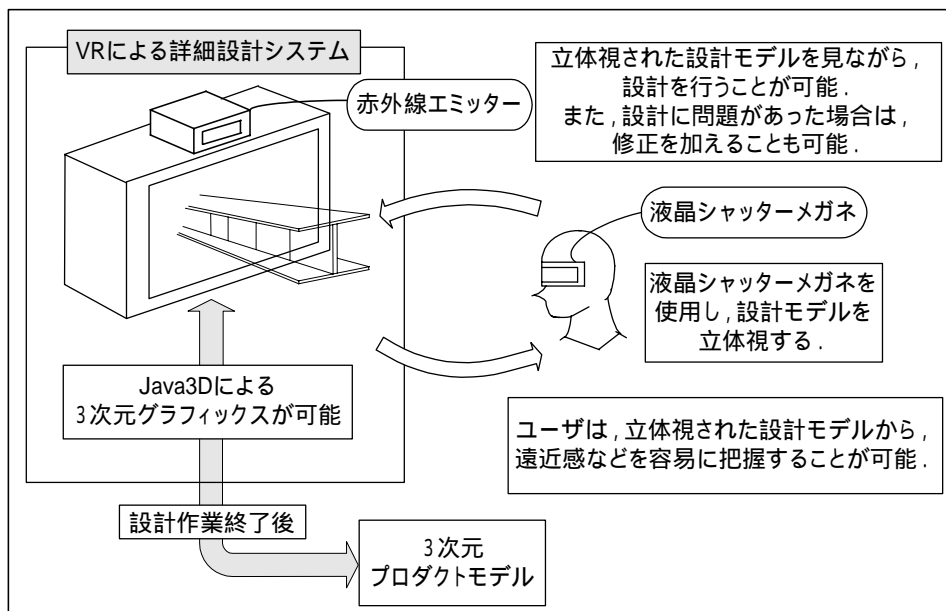 VRによる詳細設計システム
赤外線エミッター
立体視された設計モデルを見ながら,
設計を行うことが可能.
また,設計に問題があった場合は,
修正を加えることも可能.
液晶シャッターメガネ
液晶シャッターメガネを
使用し,設計モデルを
立体視する.
Java3Dによる
3次元グラフィックスが可能
ユーザは,立体視された設計モデルから,
遠近感などを容易に把握することが可能.
設計作業終了後
3次元
プロダクトモデル